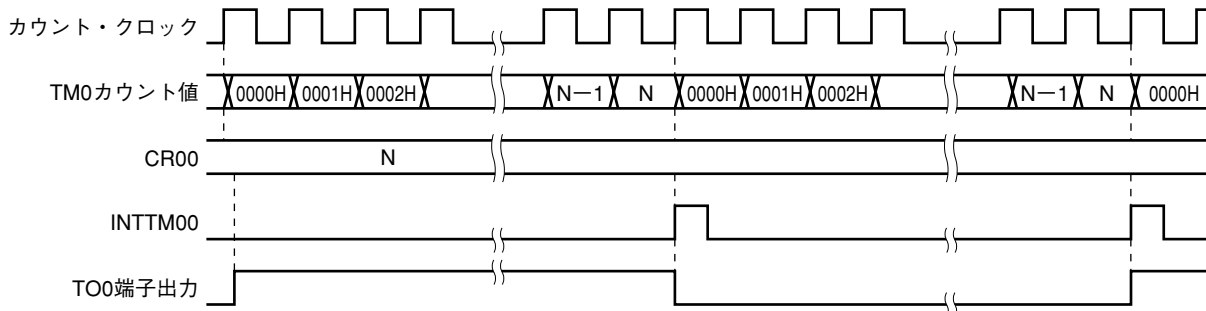 カウント・クロック
TM0カウント値 0000H 0001H 0002H N－1 N 0000H 0001H 0002H N－1 N 0000H
CR00 N
INTTM00
TO0端子出力